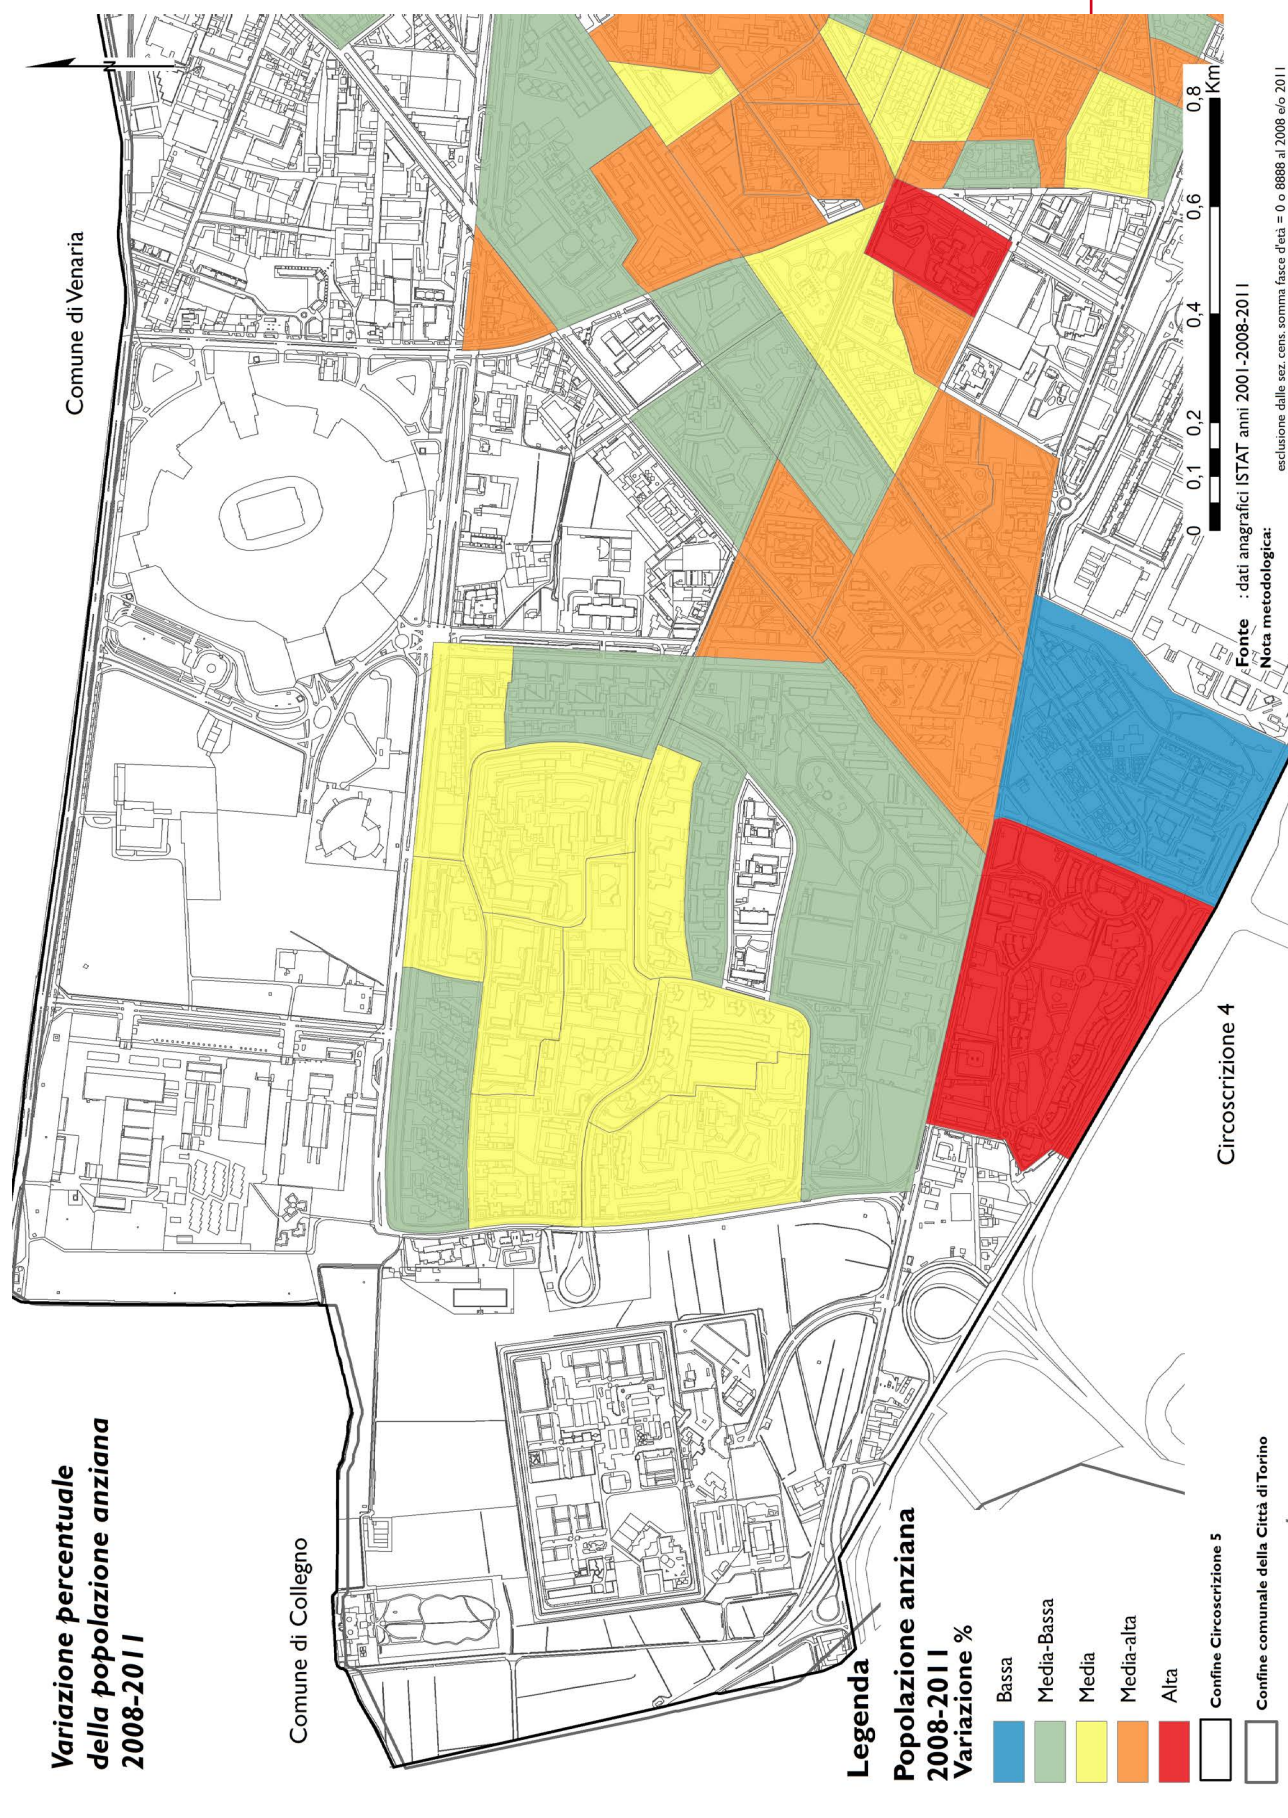 Variazione percentuale
della popolazione anziana
2008-2011
Comune di Venaria
Comune di Collegno
Circoscrizione 4
N
Legenda
Popolazione anziana
2008-2011
Variazione %
Bassa
Media-Bassa
Media
Media-alta
Alta
Confine Circoscrizione 5
Confine comunale della Città di Torino
0 0,1 0,2 0,4 0,6 0,8
Km
Fonte : dati anagrafici ISTAT anni 2001-2008-2011
Nota metodologica:
esclusione dalle sez. cens. somma fasce d'età = 0 o 8888 al 2008 e/o 2011